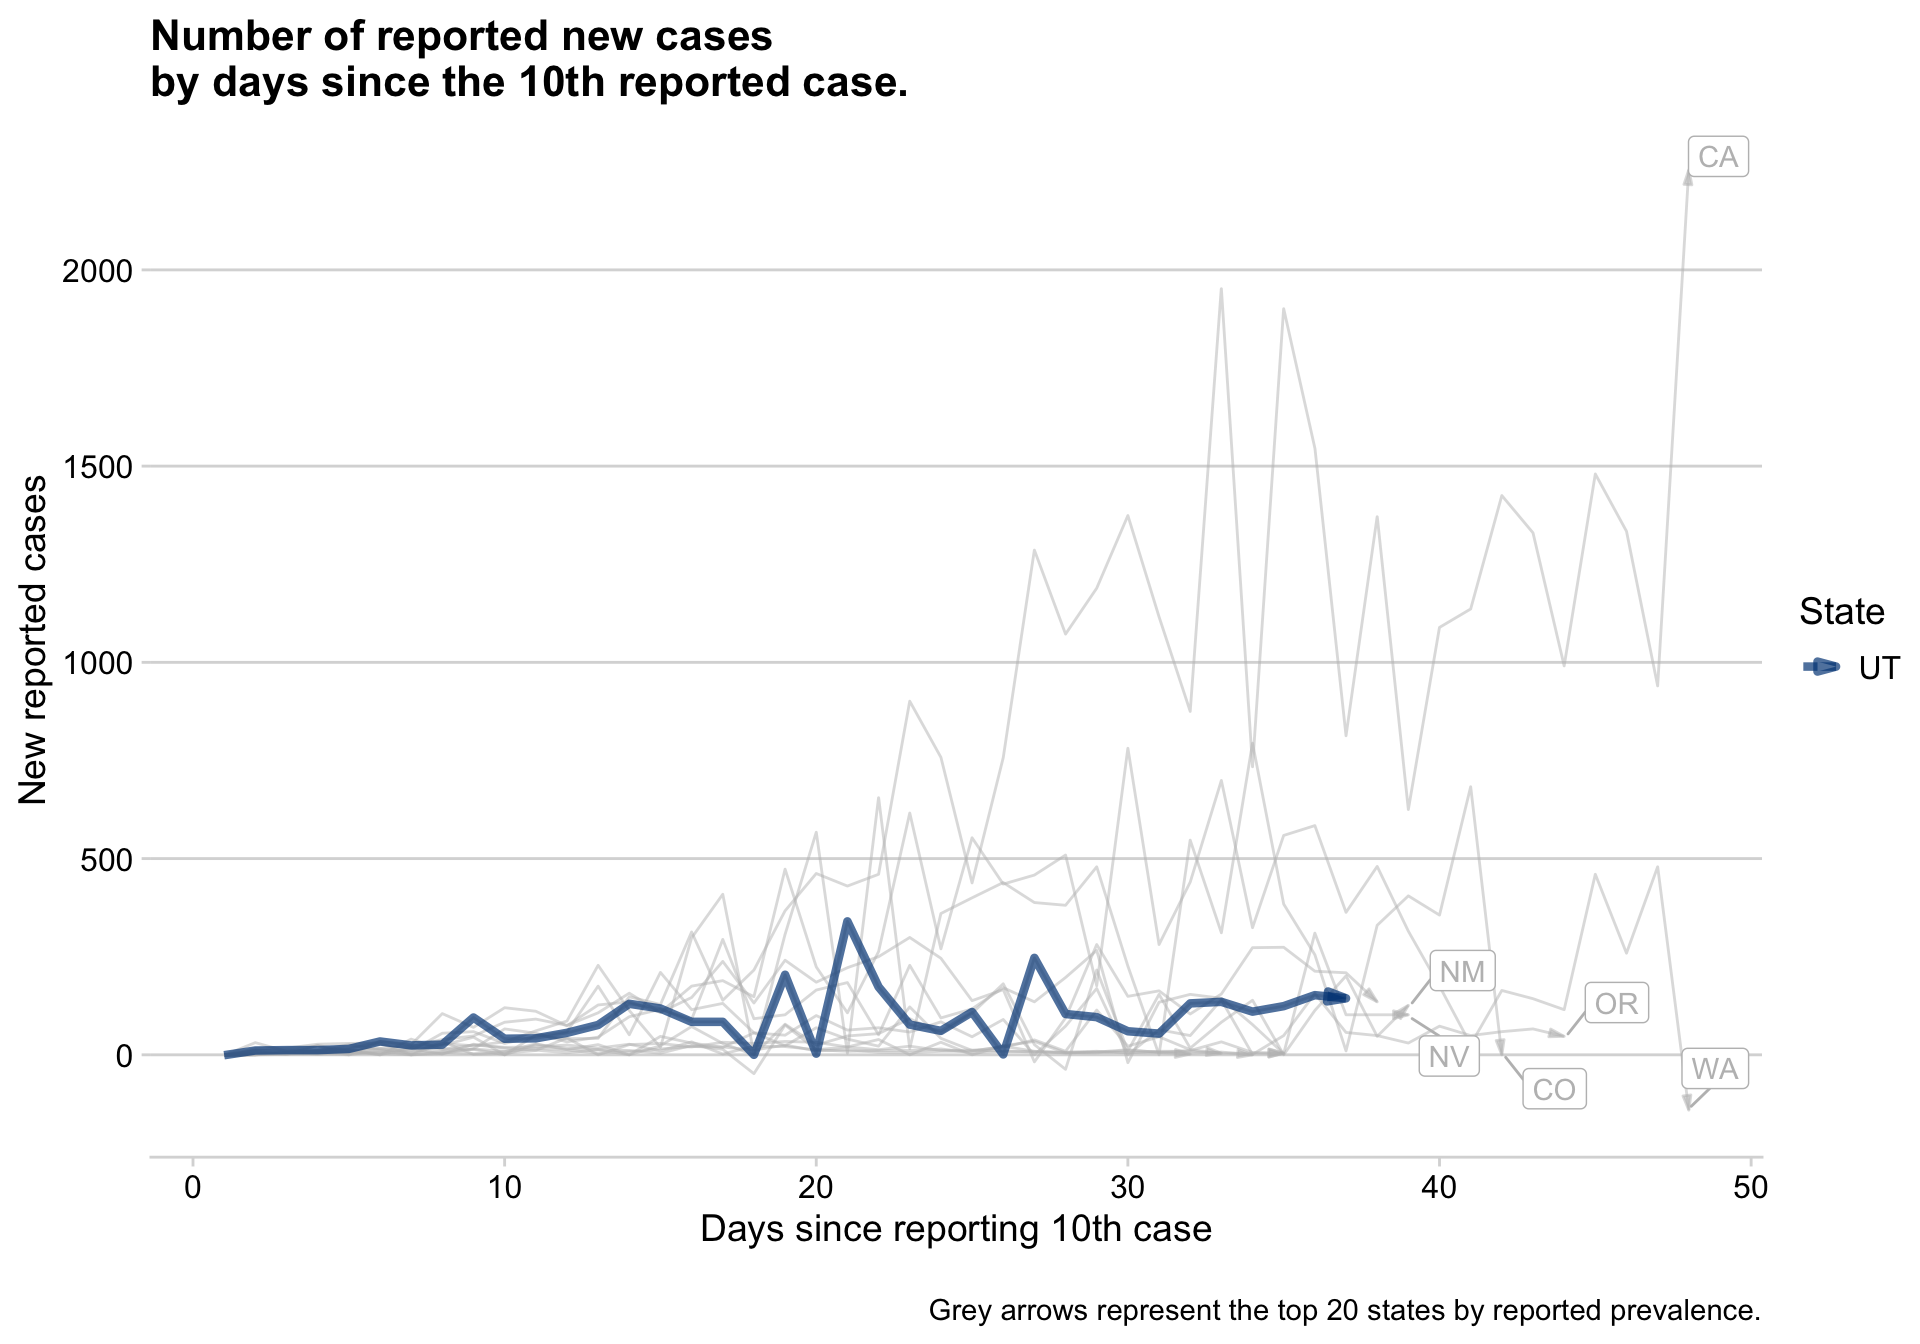 Number of reported new cases
by days since the 10th reported case.
CA
2000
1500
1000
500
0
New reported cases
State
UT
NM
OR
NV
WA
CO
0 10 20 30 40 50
Days since reporting 10th case
Grey arrows represent the top 20 states by reported prevalence.